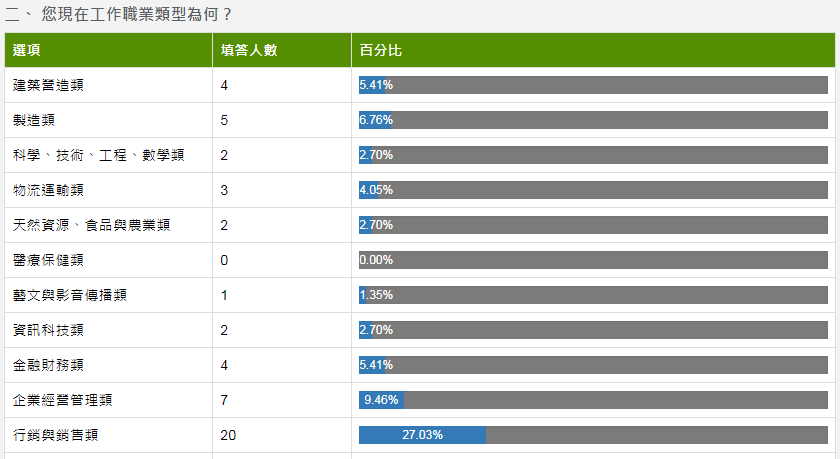 二、 您現在工作職業類型為何？
選項 填答人數 百分比
建築營造類 4 5.41%
製造類 5 6.76%
科學、技術、工程、數學類 2 2.70%
物流運輸類 3 4.05%
天然資源、食品與農業類 2 2.70%
醫療保健類 0 0.00%
藝文與影音傳播類 1 1.35%
資訊科技類 2 2.70%
金融財務類 4 5.41%
企業經營管理類 7 9.46%
行銷與銷售類 20 27.03%